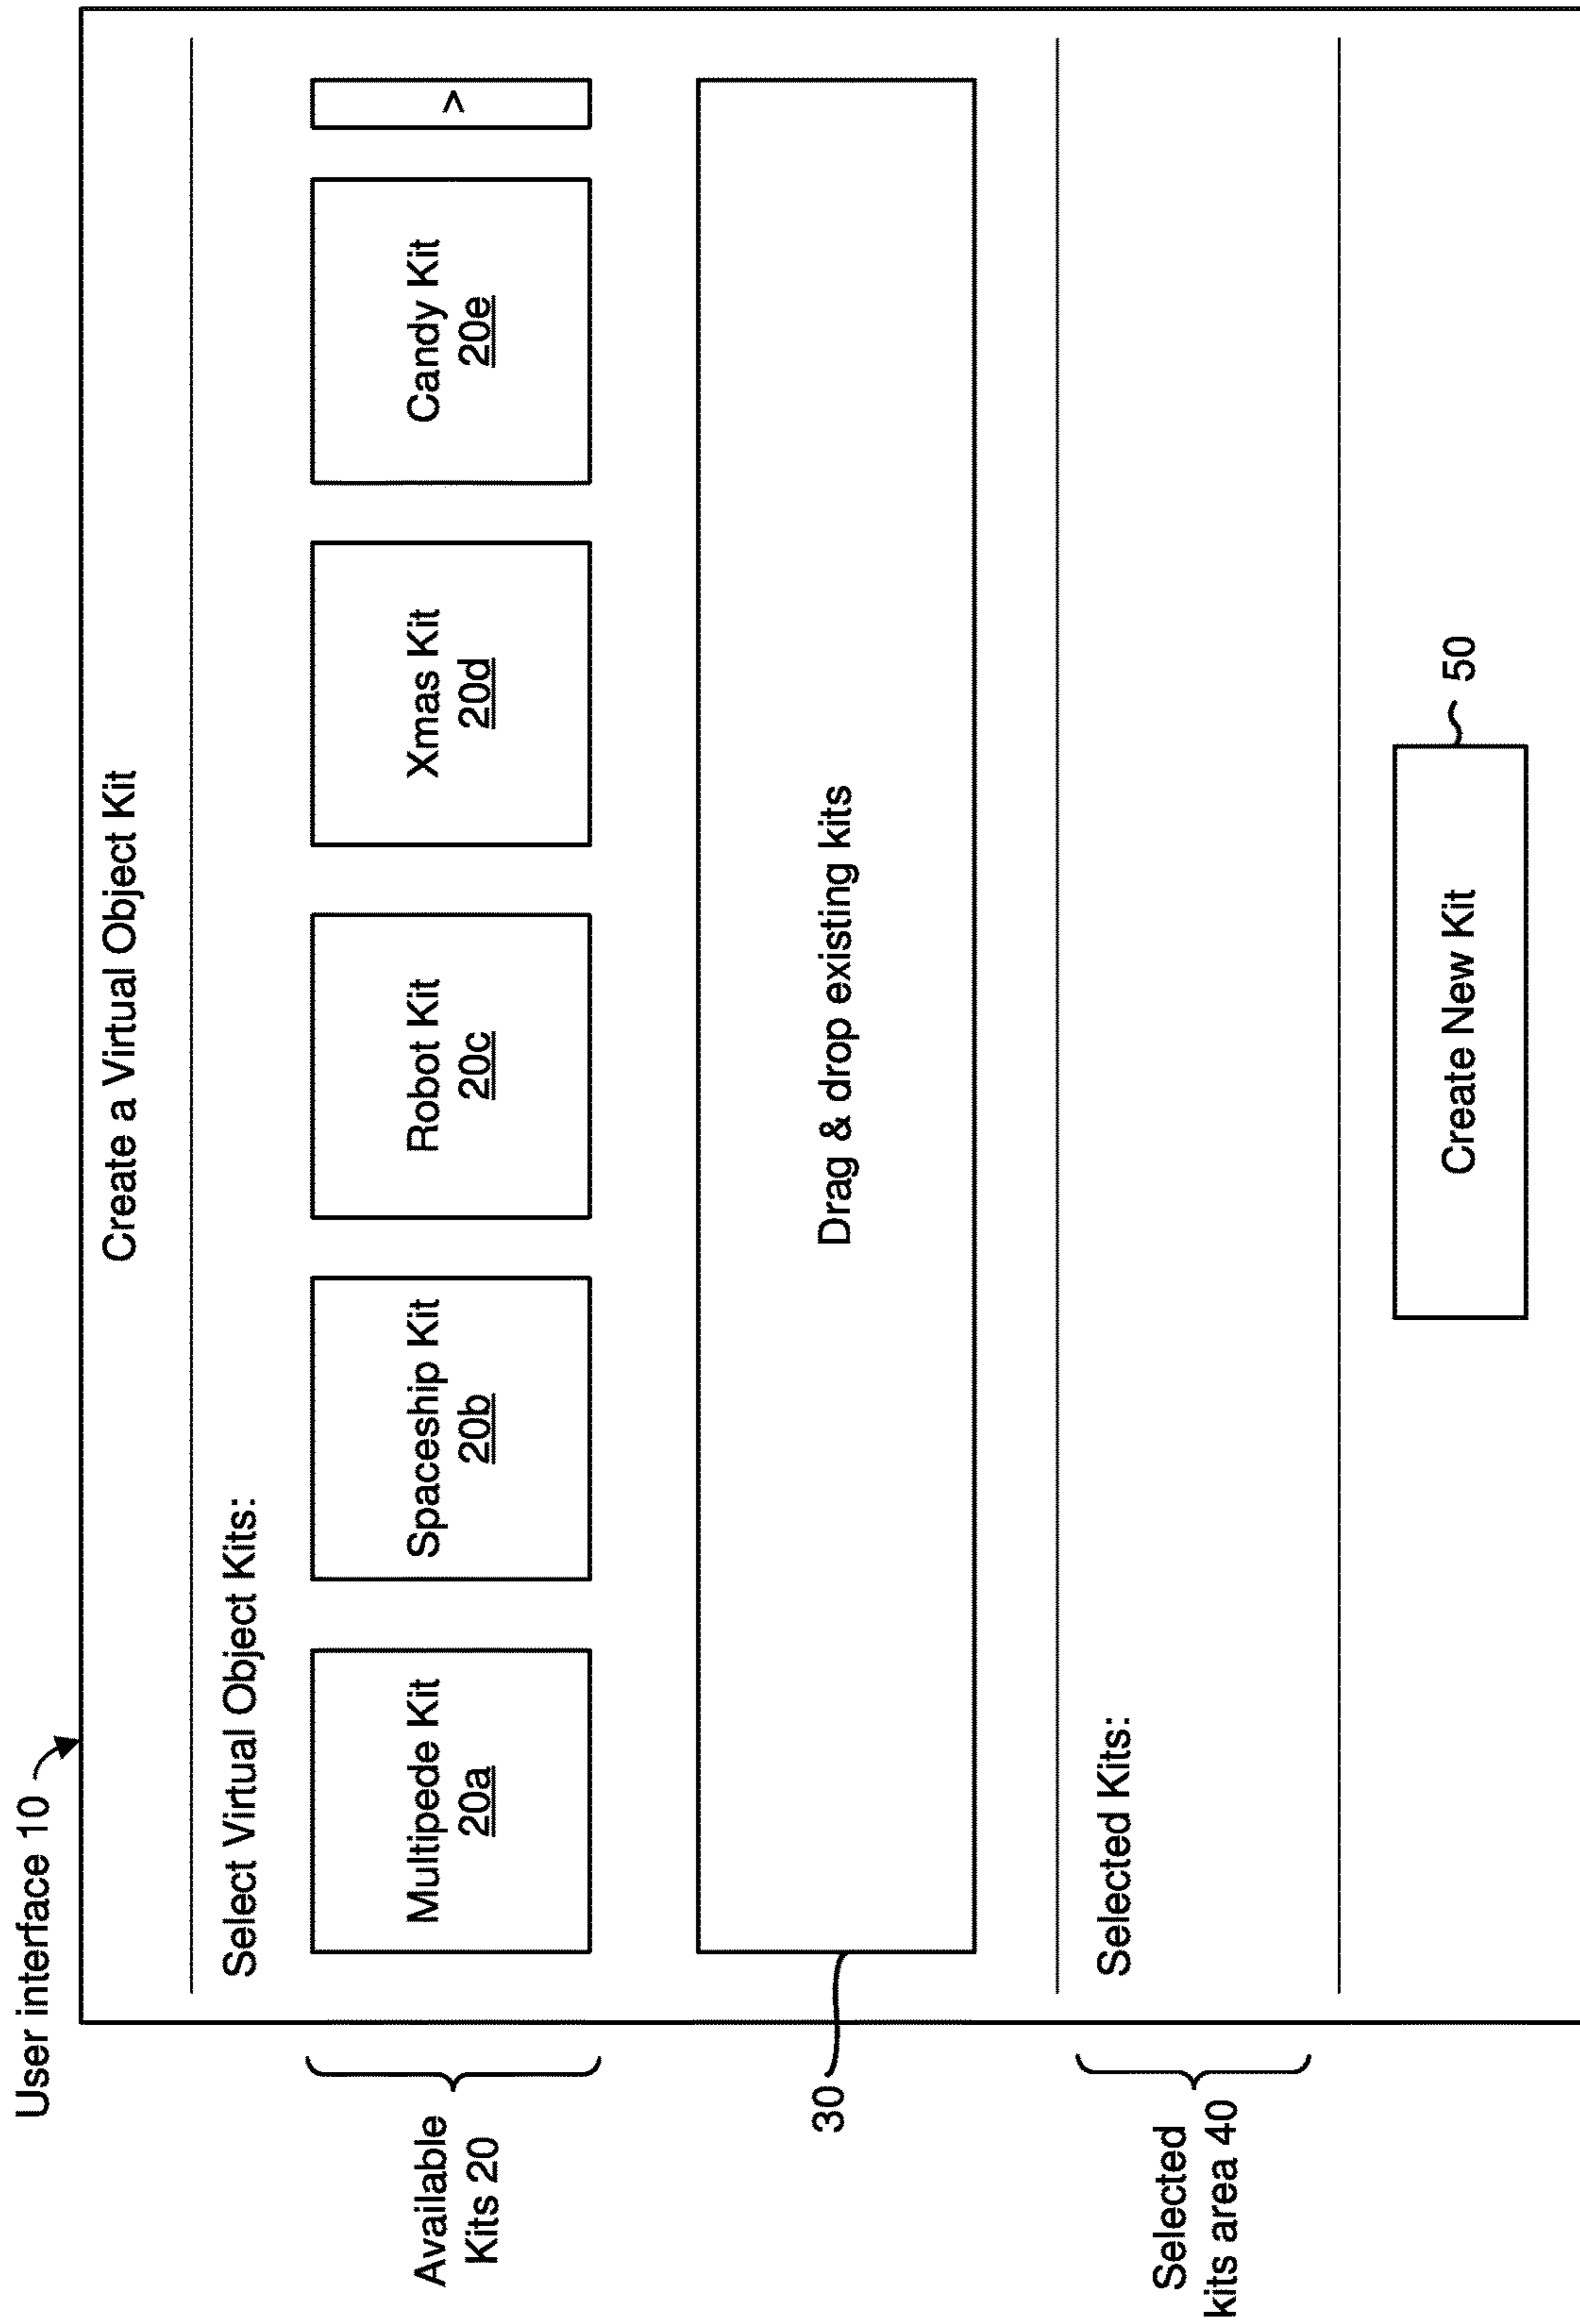 User interface 10
Create a Virtual Object Kit
Select Virtual Object Kits:
Available
Kits 20
Multipede Kit
20a
Spaceship Kit
20b
Robot Kit
20c
Xmas Kit
20d
Candy Kit
20e
>
30
Drag & drop existing kits
Selected
kits area 40
Selected Kits:
Create New Kit
50